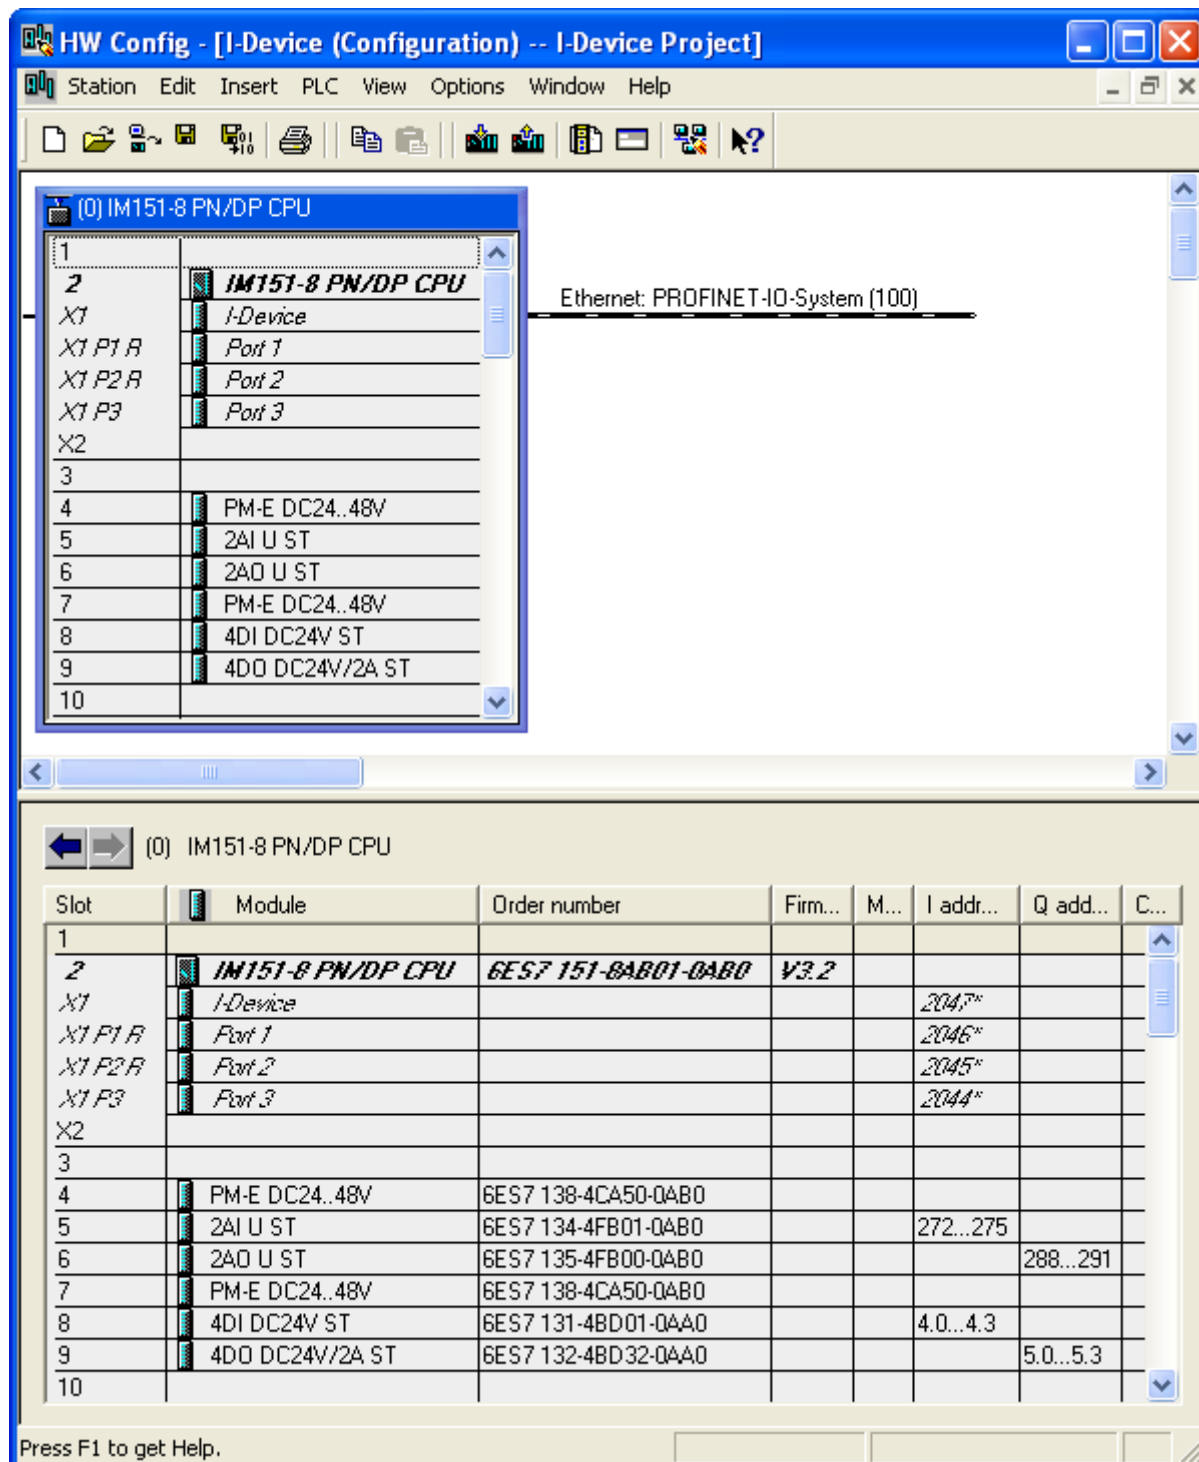 HW Config - [I-Device (Configuration) -- I-Device Project]
Station Edit Insert PLC View Options Window Help
(0) IM151-8 PN/DP CPU
1
2 IM151-8 PN/DP CPU
X1 I-Device
X1 P1 R Port 1
X1 P2 R Port 2
X1 P3 Port 3
X2
3
4 PM-E DC24..48V
5 2AI U ST
6 2AO U ST
7 PM-E DC24..48V
8 4DI DC24V ST
9 4DO DC24V/2A ST
10
Ethernet: PROFINET-IO-System (100)
(0) IM151-8 PN/DP CPU
Slot Module Order number Firm... M... I addr... Q add... C...
1
2 IM151-8 PN/DP CPU 6ES7 151-8AB01-0AB0 V3.2
X1 I-Device 2047*
X1 P1 R Port 1 2046*
X1 P2 R Port 2 2045*
X1 P3 Port 3 2044*
X2
3
4 PM-E DC24..48V 6ES7 138-4CA50-0AB0
5 2AI U ST 6ES7 134-4FB01-0AB0 272...275
6 2AO U ST 6ES7 135-4FB00-0AB0 288...291
7 PM-E DC24..48V 6ES7 138-4CA50-0AB0
8 4DI DC24V ST 6ES7 131-4BD01-0AA0 4.0...4.3
9 4DO DC24V/2A ST 6ES7 132-4BD32-0AA0 5.0...5.3
10
Press F1 to get Help.